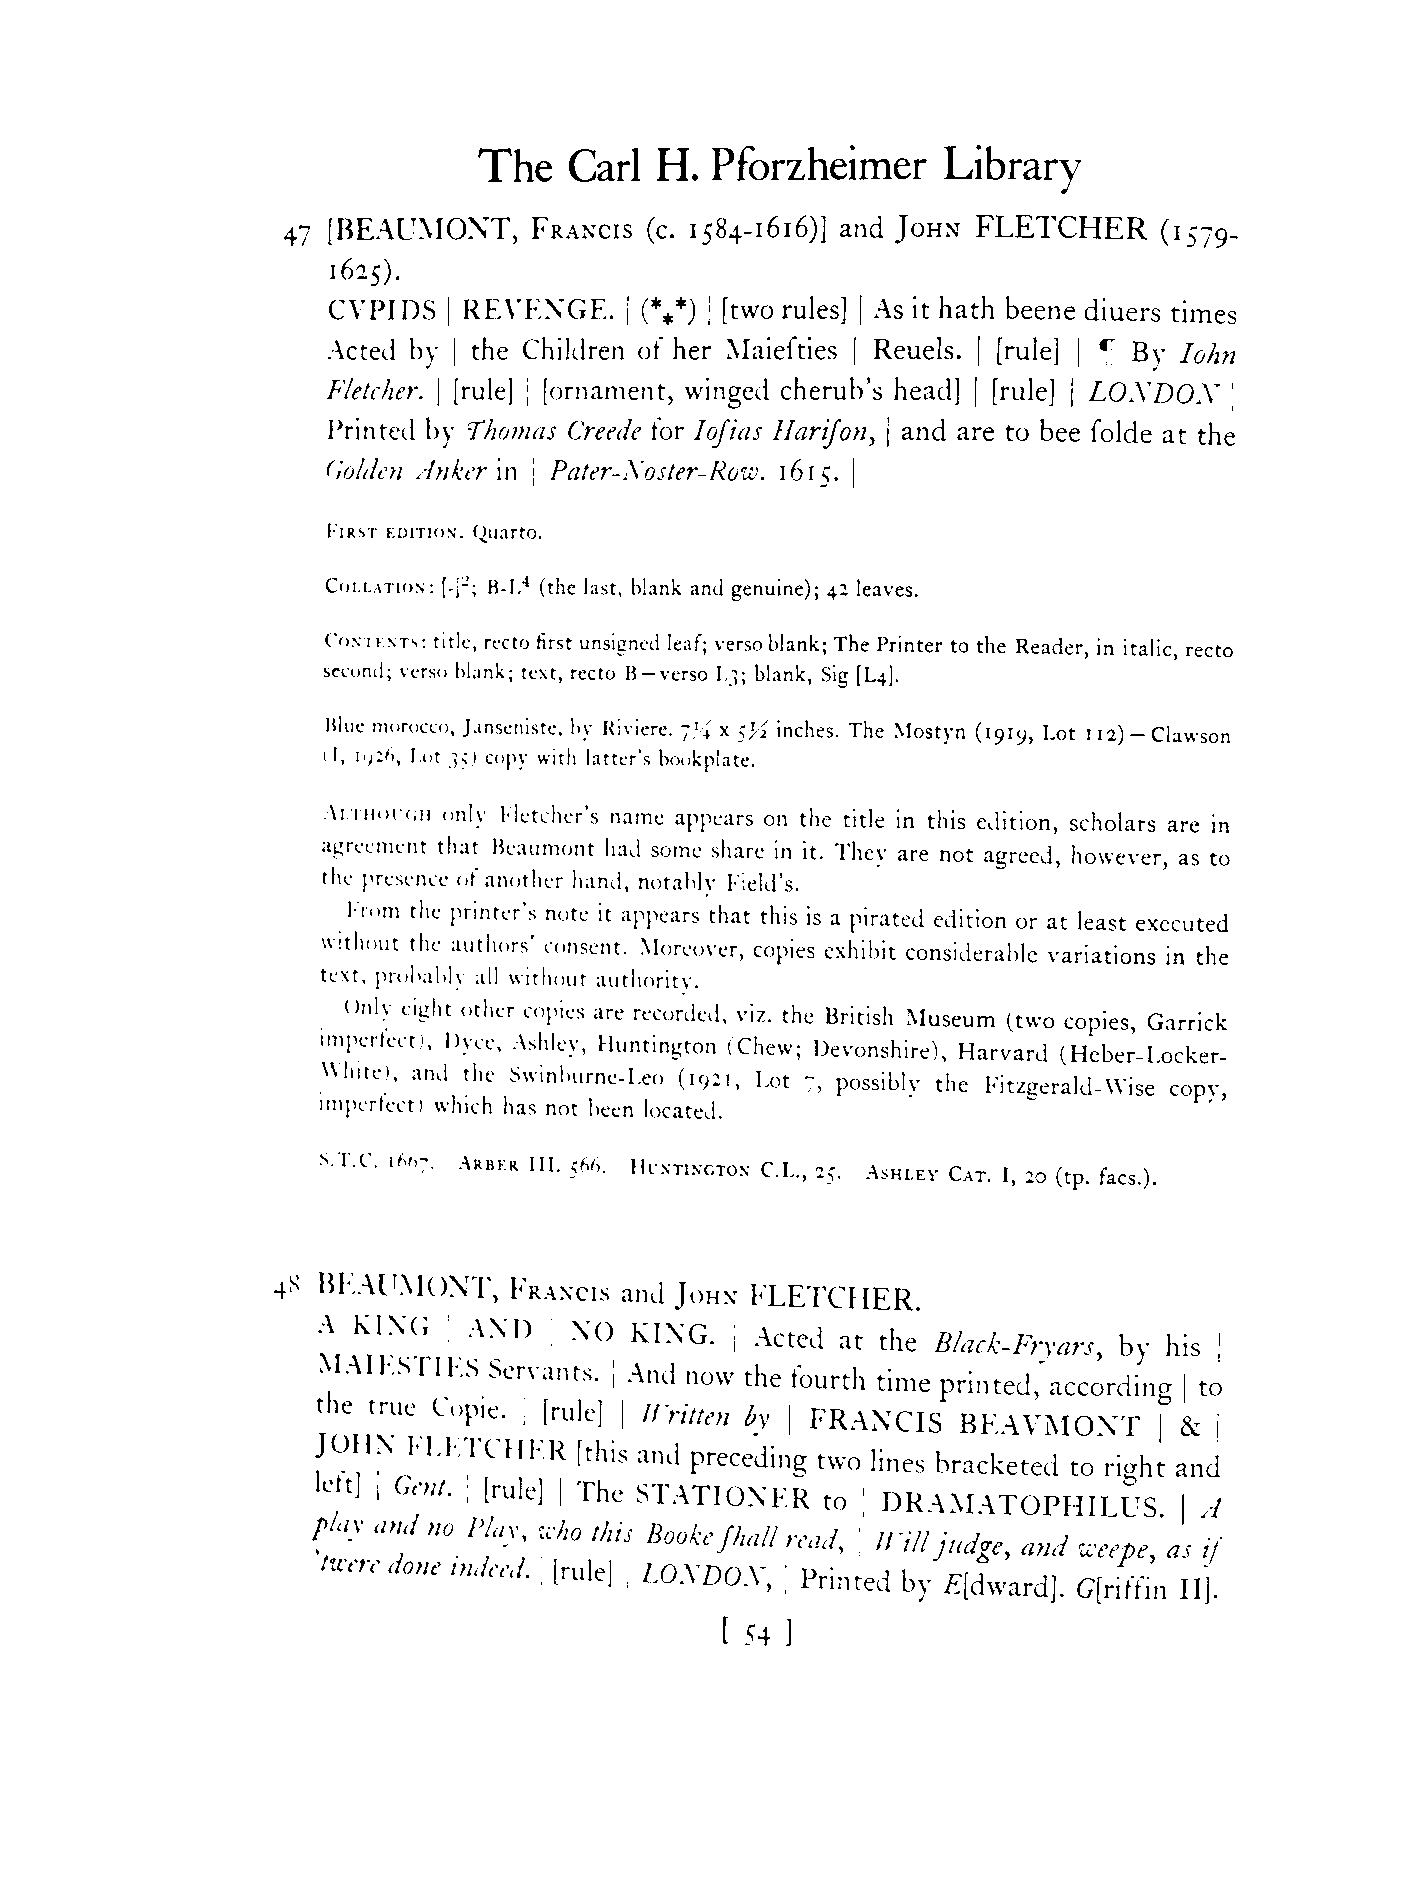 The Carl H. Pforzheimer Library
47 [BEAUMONT, FRANCIS (c. 1584-1616)] and JOHN FLETCHER (1579-
1625).
CVPIDS | REVENGE. | (*⁎*) | [two rules] | As it hath beene diuers times
Acted by | the Children of her Maieſties | Reuels. | [rule] | ¶ By Iohn
Fletcher. | [rule] | [ornament, winged cherub's head] | [rule] | LONDON |
Printed by Thomas Creede for Ioſias Hariſon, | and are to bee ſolde at the
Golden Anker in | Pater-Noster-Row. 1615. |
FIRST EDITION. Quarto.
COLLATION: [-]²; B-L⁴ (the last, blank and genuine); 42 leaves.
CONTENTS: title, recto first unsigned leaf; verso blank; The Printer to the Reader, in italic, recto
second; verso blank; text, recto B—verso L3; blank, Sig [L4].
Blue morocco, Janseniste, by Riviere. 7¼ x 5½ inches. The Mostyn (1919, Lot 112)—Clawson
(I, 1926, Lot 35) copy with latter's bookplate.
ALTHOUGH only Fletcher's name appears on the title in this edition, scholars are in
agreement that Beaumont had some share in it. They are not agreed, however, as to
the presence of another hand, notably Field's.
From the printer's note it appears that this is a pirated edition or at least executed
without the authors' consent. Moreover, copies exhibit considerable variations in the
text, probably all without authority.
Only eight other copies are recorded, viz. the British Museum (two copies, Garrick
imperfect), Dyce, Ashley, Huntington (Chew; Devonshire), Harvard (Heber-Locker-
White), and the Swinburne-Leo (1921, Lot 7, possibly the Fitzgerald-Wise copy,
imperfect) which has not been located.
S.T.C. 1667. ARBER III. 566. HUNTINGTON C.L., 25. ASHLEY CAT. I, 20 (tp. facs.).
48 BEAUMONT, FRANCIS and JOHN FLETCHER.
A KING | AND | NO KING. | Acted at the Black-Fryars, by his |
MAIESTIES Servants. | And now the fourth time printed, according | to
the true Copie. | [rule] | Written by | FRANCIS BEAVMONT | & |
JOHN FLETCHER [this and preceding two lines bracketed to right and
left] | Gent. | [rule] | The STATIONER to | DRAMATOPHILUS. | A
play and no Play, who this Booke ſhall read, | Will judge, and weepe, as if
'twere done indeed. | [rule] | LONDON, | Printed by E[dward]. G[riffin II].
[ 54 ]